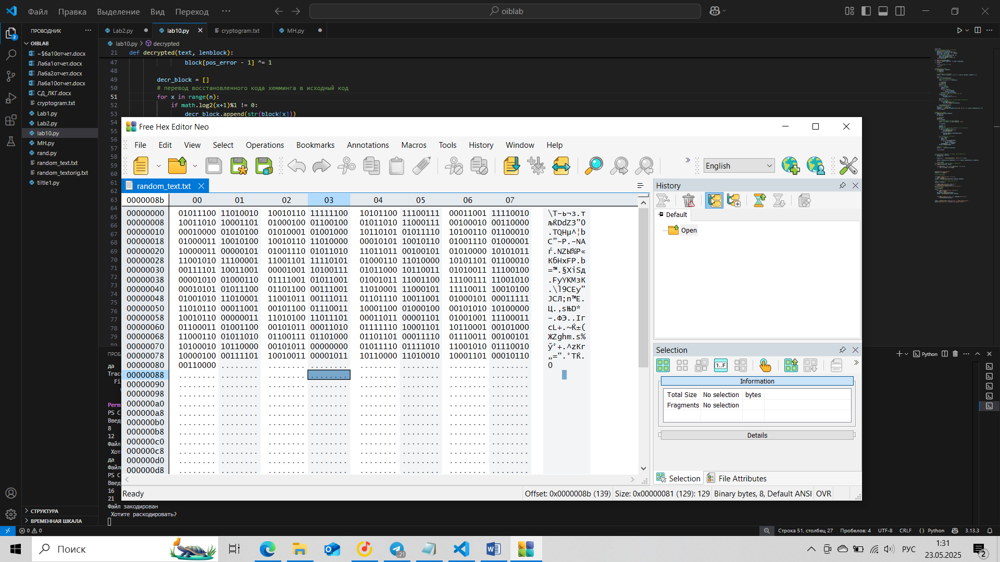 Файл Правка Выделение Вид Переход ··· oiblab
ПРОВОДНИК ···
Lab2.py lab10.py cryptogram.txt MH.py
OIBLAB
lab10.py > decrypted
~$6a10отчет.docx
Ла6а1отчет.docx
Ла6а2отчет.docx
Ла6а10отчет.docx
СД_ЛКГ.docx
cryptogram.txt
Lab1.py
Lab2.py
lab10.py
MH.py
rand.py
random_text.txt
random_textorig.txt
tiltle1.py
СТРУКТУРА
ВРЕМЕННАЯ ШКАЛА
21 def decrypted(text, lenblock):
47 block[pos_error - 1] ^= 1
48
49 decr_block = []
50 # перевод восстановленного кода хемминга в исходный код
51 for x in range(n):
52 if math.log2(x+1)%1 != 0:
53 decr_block.append(str(block[x]))
54
55
56
57
58
59
60
61
62
63
64
65
66
67
68
69
70
71
72
73
74
75
76
77
78
79
Free Hex Editor Neo
File Edit View Select Operations Bookmarks Annotations Macros Tools History Window Help
English
random_text.txt
0000008b 00 01 02 03 04 05 06 07
00000000 01011100 11010010 10010110 11111100 10101100 11100111 00011001 11110010 \Т–ь¬з.т
00000008 10011010 10001101 01000100 01100100 01011010 11000111 00100010 00110000 љЌDdZЗ"0
00000010 00010000 01010100 01010001 01001000 10110101 01011110 10100110 01100010 .TQHµ^¦b
00000018 01000011 10010100 10010110 11010000 00010101 10010110 01001110 01000001 C”–Р.–NA
00000020 10000011 00000101 01001110 01011010 11011011 00100101 01010000 10101011 ѓ.NZЫ%P«
00000028 11001010 11100001 11001101 11110101 01000110 11010000 10101101 01100010
00000030 00111101 10011001 00001001 10100111 01011000 10110011 01010011 11100100 =™.§XіSд
00000038 00001010 01000110 01111001 01011001 01001011 11001100 11100111 11001010 .FyYKМзК
00000040 00010101 01011100 01101100 00111001 11010001 11000101 11110011 10010100 .\l9СЕу”
00000048 01001010 11010001 11001011 00111011 01101110 10011001 01000101 00011111 JСЛ;n™E.
00000050 11010110 00011001 00101100 01110011 10001100 01000100 00101010 10100000 Ц.,sЊD*
00000058 10010110 00000011 11010100 11011101 00011011 00001101 01001001 11100011 –.ФЭ..Iг
00000060 01100011 01001100 00101011 00011010 01111110 10001101 10110001 00101000 cL+.~Ќ±(
00000068 11000110 01011010 01100111 01101000 01101101 00011110 01110011 00100101 ЖZghm.s%
00000070 10100010 10110000 00101011 00000000 01011110 01111010 11001010 01110010 ў°+.^zКr
00000078 10000100 00111101 10010011 00001011 10110000 11010010 10001101 00010110 „=“.°ТЌ.
00000080 00110000 0
00000088
00000090
00000098
000000a0
000000a8
000000b0
000000b8
000000c0
000000c8
000000d0
000000d8
History
Default
Open
Selection
1..F
Information
Total Size No selection bytes
Fragments No selection
Details
Selection File Attributes
Ready Offset: 0x0000008b (139) Size: 0x00000081 (129): 129 Binary bytes, 8, Default ANSI OVR
Python
да
Trac
Fi
Perm
PS C
Введ
8
12
Файл
Хот
да
Файл
PS C
Введ
16
21
Файл закодирован
Хотите раскодировать?
0 0 Строка 51, столбец 27 Пробелов: 4 UTF-8 CRLF Python 3.13.3
Поиск 21 РУС 1:31
23.05.2025 2